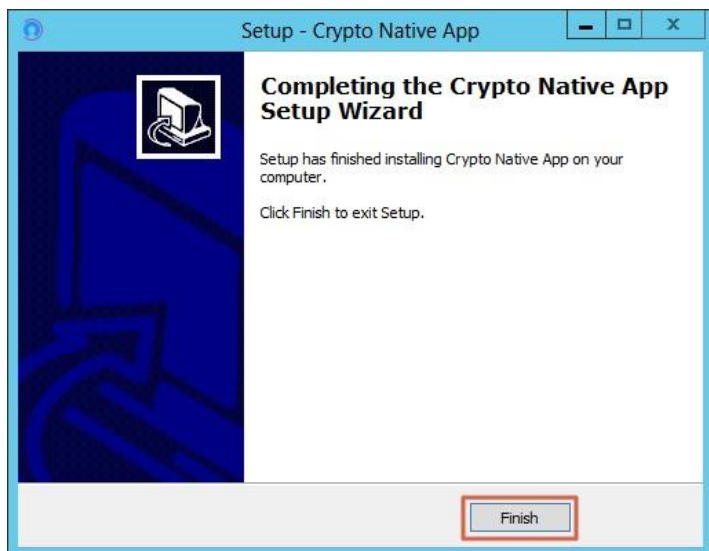 Setup - Crypto Native App
Completing the Crypto Native App
Setup Wizard
Setup has finished installing Crypto Native App on your
computer.
Click Finish to exit Setup.
Finish